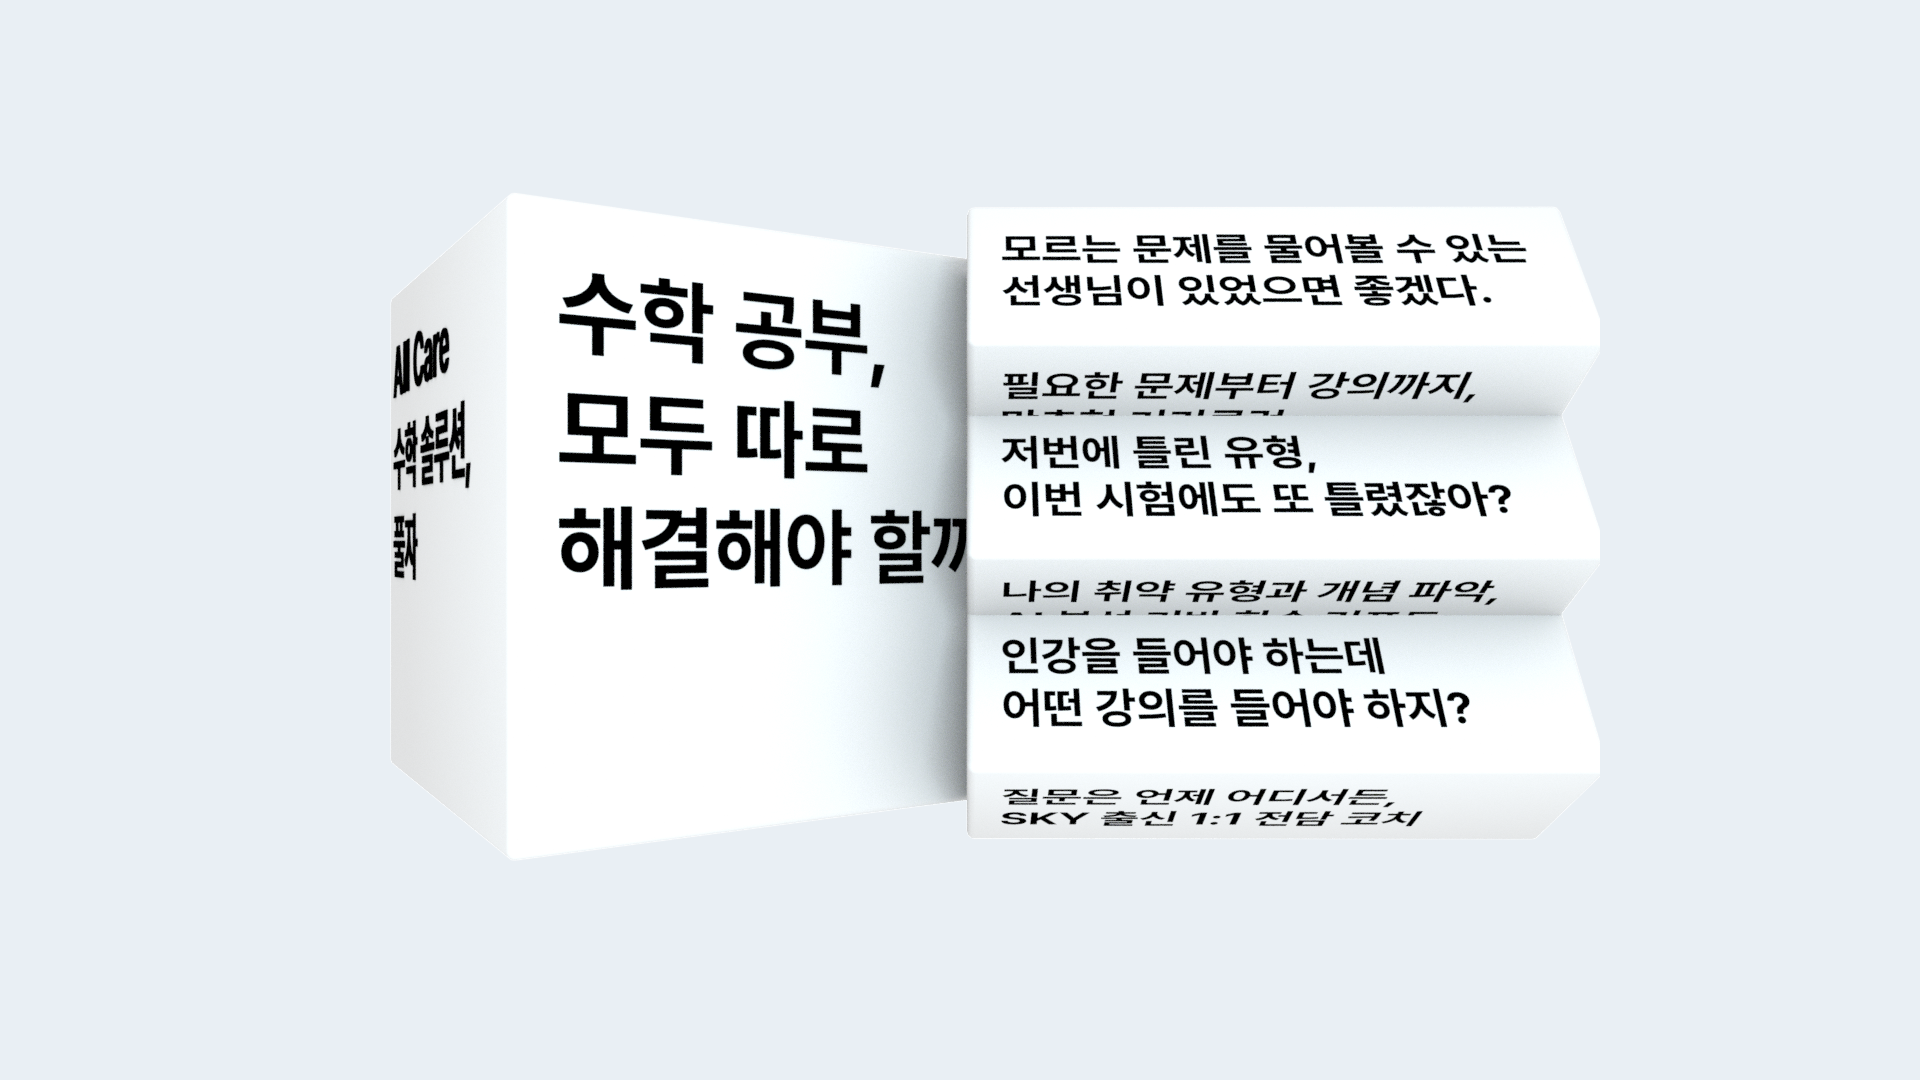 All Care
수학 솔루션,
풀자
수학 공부,
모두 따로
해결해야 할
모르는 문제를 물어볼 수 있는
선생님이 있었으면 좋겠다.
필요한 문제부터 강의까지,
저번에 틀린 유형,
이번 시험에도 또 틀렸잖아?
나의 취약 유형과 개념 파악,
인강을 들어야 하는데
어떤 강의를 들어야 하지?
질문은 언제 어디서든,
SKY 출신 1:1 전담 코치